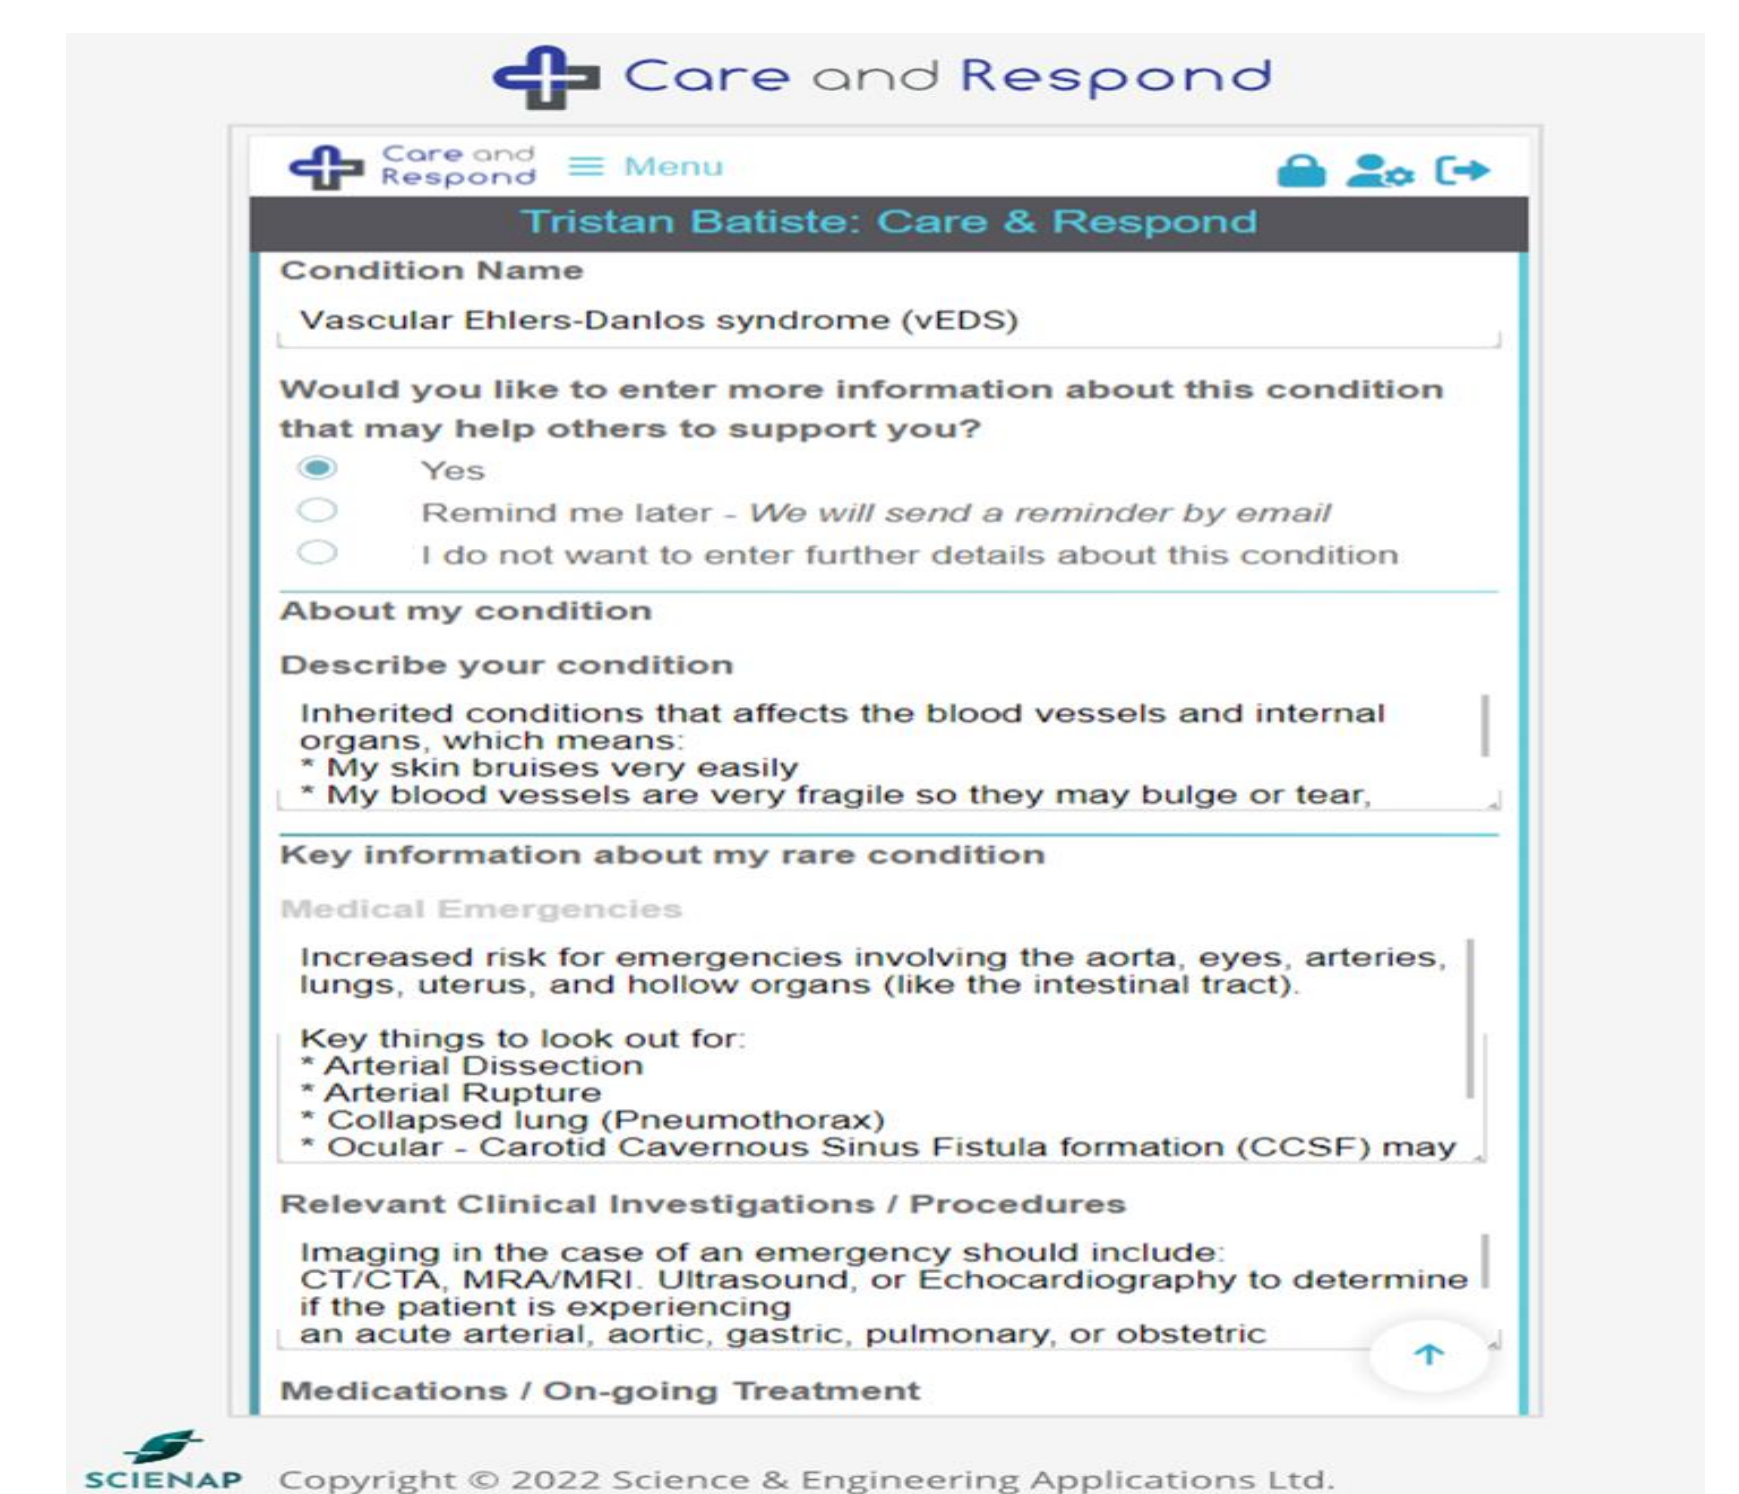 Care and Respond
Care and
Respond
Menu
Tristan Batiste: Care & Respond
Condition Name
Vascular Ehlers-Danlos syndrome (vEDS)
Would you like to enter more information about this condition
that may help others to support you?
Yes
Remind me later - We will send a reminder by email
I do not want to enter further details about this condition
About my condition
Describe your condition
Inherited conditions that affects the blood vessels and internal
organs, which means:
* My skin bruises very easily
* My blood vessels are very fragile so they may bulge or tear,
Key information about my rare condition
Medical Emergencies
Increased risk for emergencies involving the aorta, eyes, arteries,
lungs, uterus, and hollow organs (like the intestinal tract).
Key things to look out for:
* Arterial Dissection
* Arterial Rupture
* Collapsed lung (Pneumothorax)
* Ocular - Carotid Cavernous Sinus Fistula formation (CCSF) may
Relevant Clinical Investigations / Procedures
Imaging in the case of an emergency should include:
CT/CTA, MRA/MRI. Ultrasound, or Echocardiography to determine
if the patient is experiencing
an acute arterial, aortic, gastric, pulmonary, or obstetric
Medications / On-going Treatment
SCIENAP
Copyright © 2022 Science & Engineering Applications Ltd.